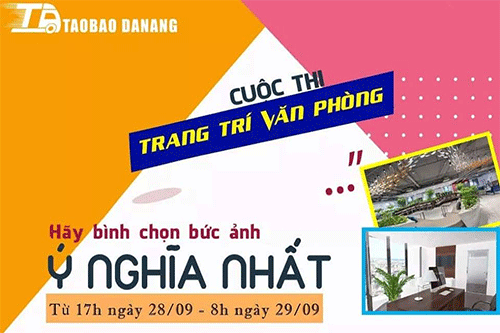 TAOBAO DANANG
CUÔC THI
TRANG TRÍ VĂN PHÒNG
..."
Hãy bình chọn bức ảnh
Ý NGHĨA NHẤT
Từ 17h ngày 28/09 - 8h ngày 29/09